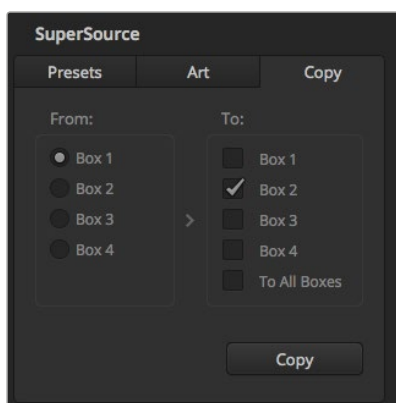 SuperSource
Presets Art Copy
From: To:
Box 1 Box 1
Box 2 Box 2
Box 3 > Box 3
Box 4 Box 4
To All Boxes
Copy